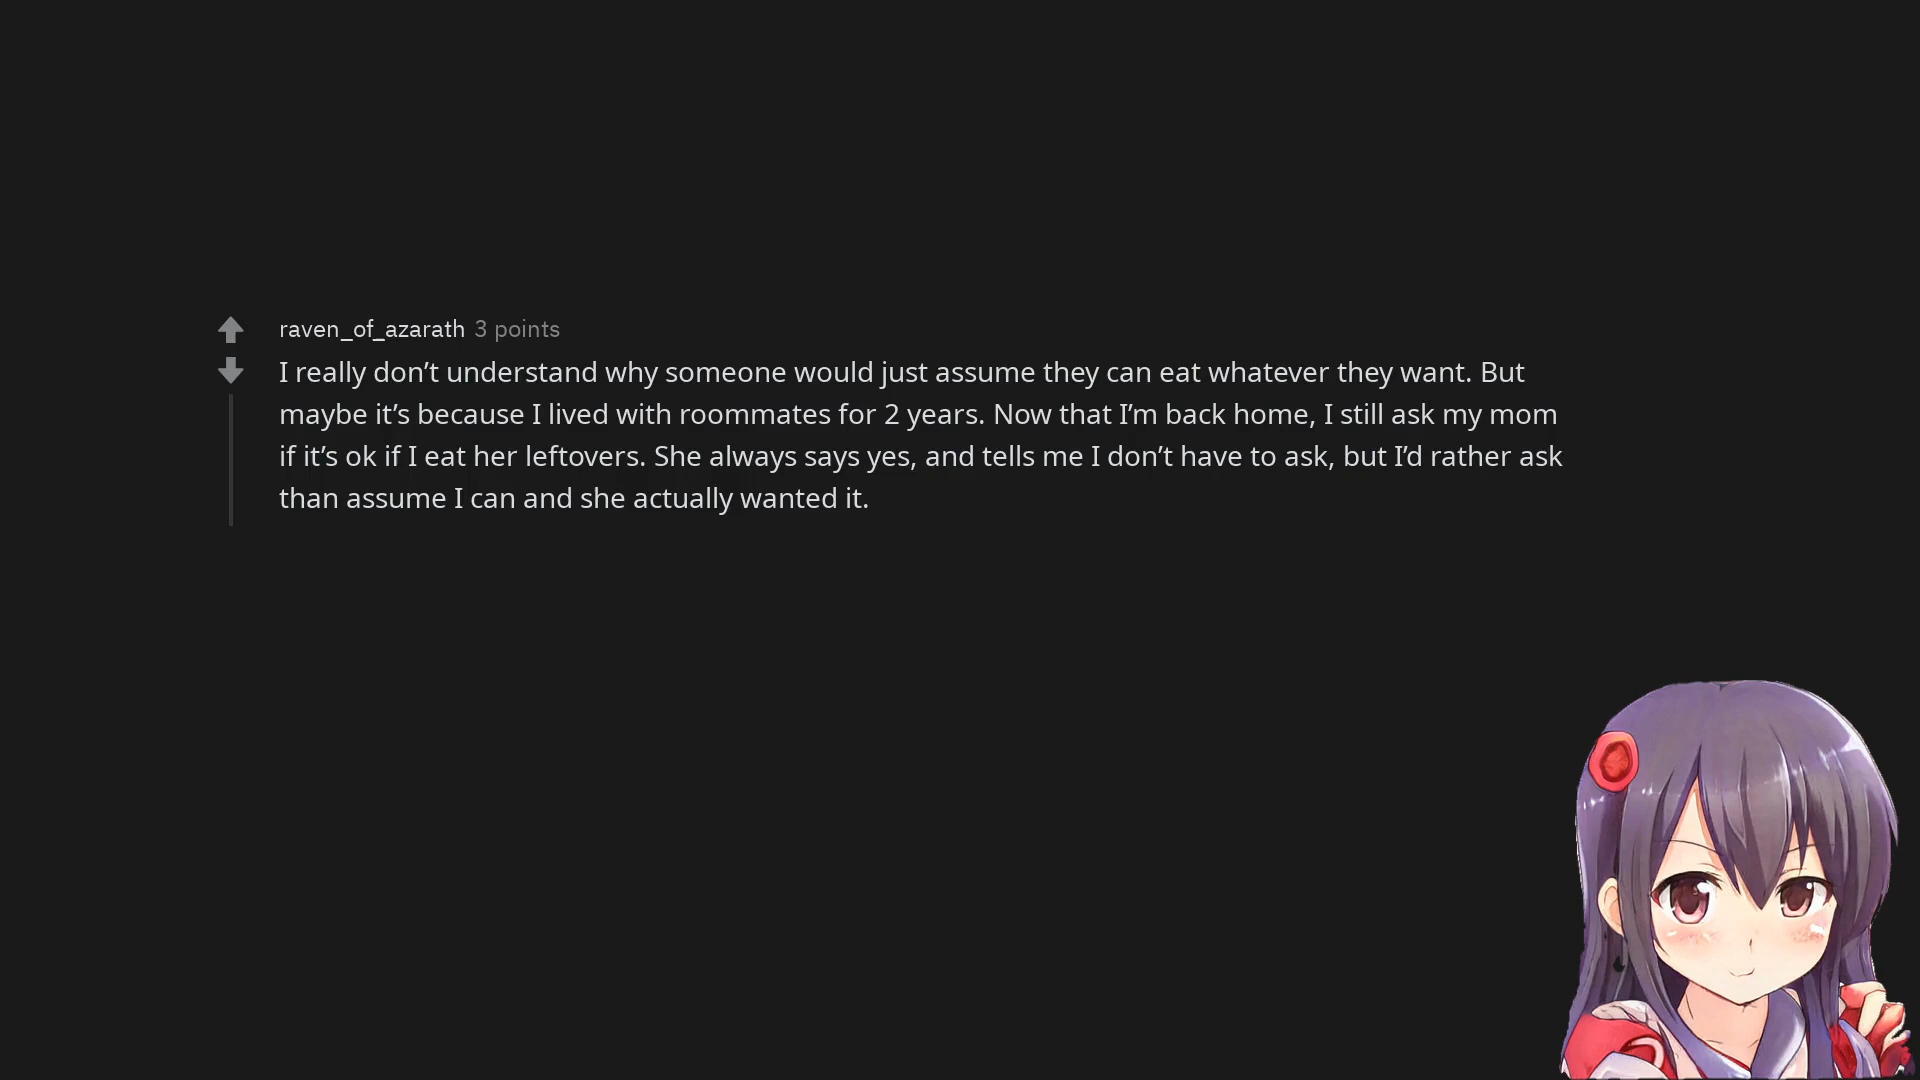 raven_of_azarath 3 points
I really don’t understand why someone would just assume they can eat whatever they want. But
maybe it’s because I lived with roommates for 2 years. Now that I’m back home, I still ask my mom
if it’s ok if I eat her leftovers. She always says yes, and tells me I don’t have to ask, but I’d rather ask
than assume I can and she actually wanted it.